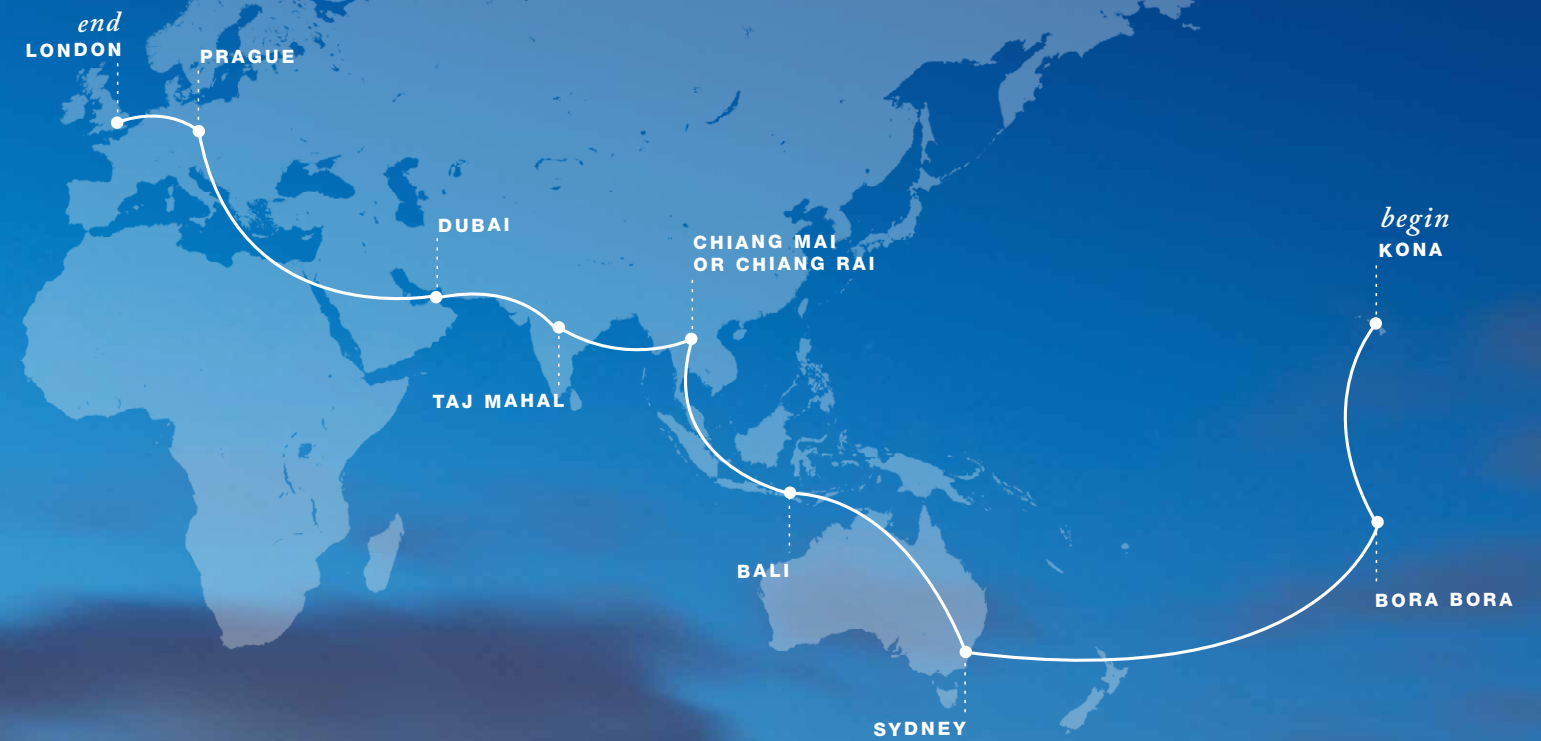 end
LONDON
PRAGUE
DUBAI
CHIANG MAI
OR CHIANG RAI
begin
KONA
TAJ MAHAL
BALI
BORA BORA
SYDNEY